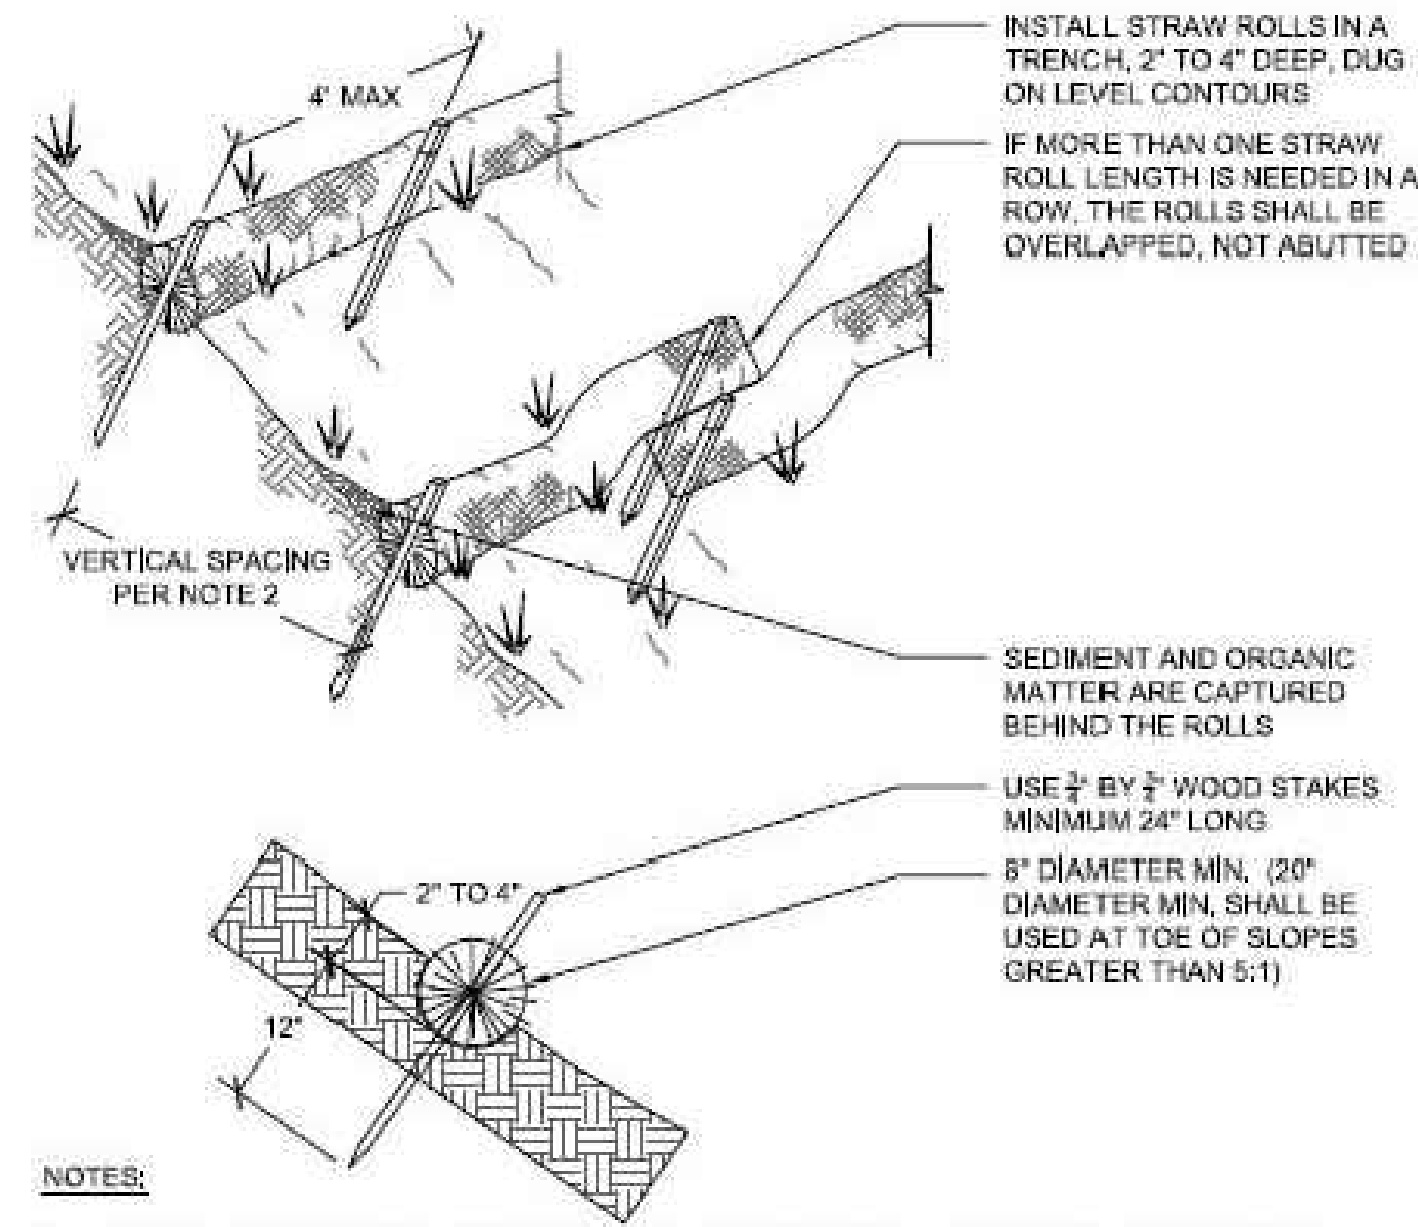 INSTALL STRAW ROLLS IN A
TRENCH, 2" TO 4" DEEP, DUG
ON LEVEL CONTOURS
4' MAX
IF MORE THAN ONE STRAW
ROLL LENGTH IS NEEDED IN A
ROW, THE ROLLS SHALL BE
OVERLAPPED, NOT ABUTTED
VERTICAL SPACING
PER NOTE 2
SEDIMENT AND ORGANIC
MATTER ARE CAPTURED
BEHIND THE ROLLS
USE ¾" BY ¾" WOOD STAKES
MINIMUM 24" LONG
8" DIAMETER MIN. (20"
DIAMETER MIN. SHALL BE
USED AT TOE OF SLOPES
GREATER THAN 5:1)
2" TO 4"
12"
NOTES: